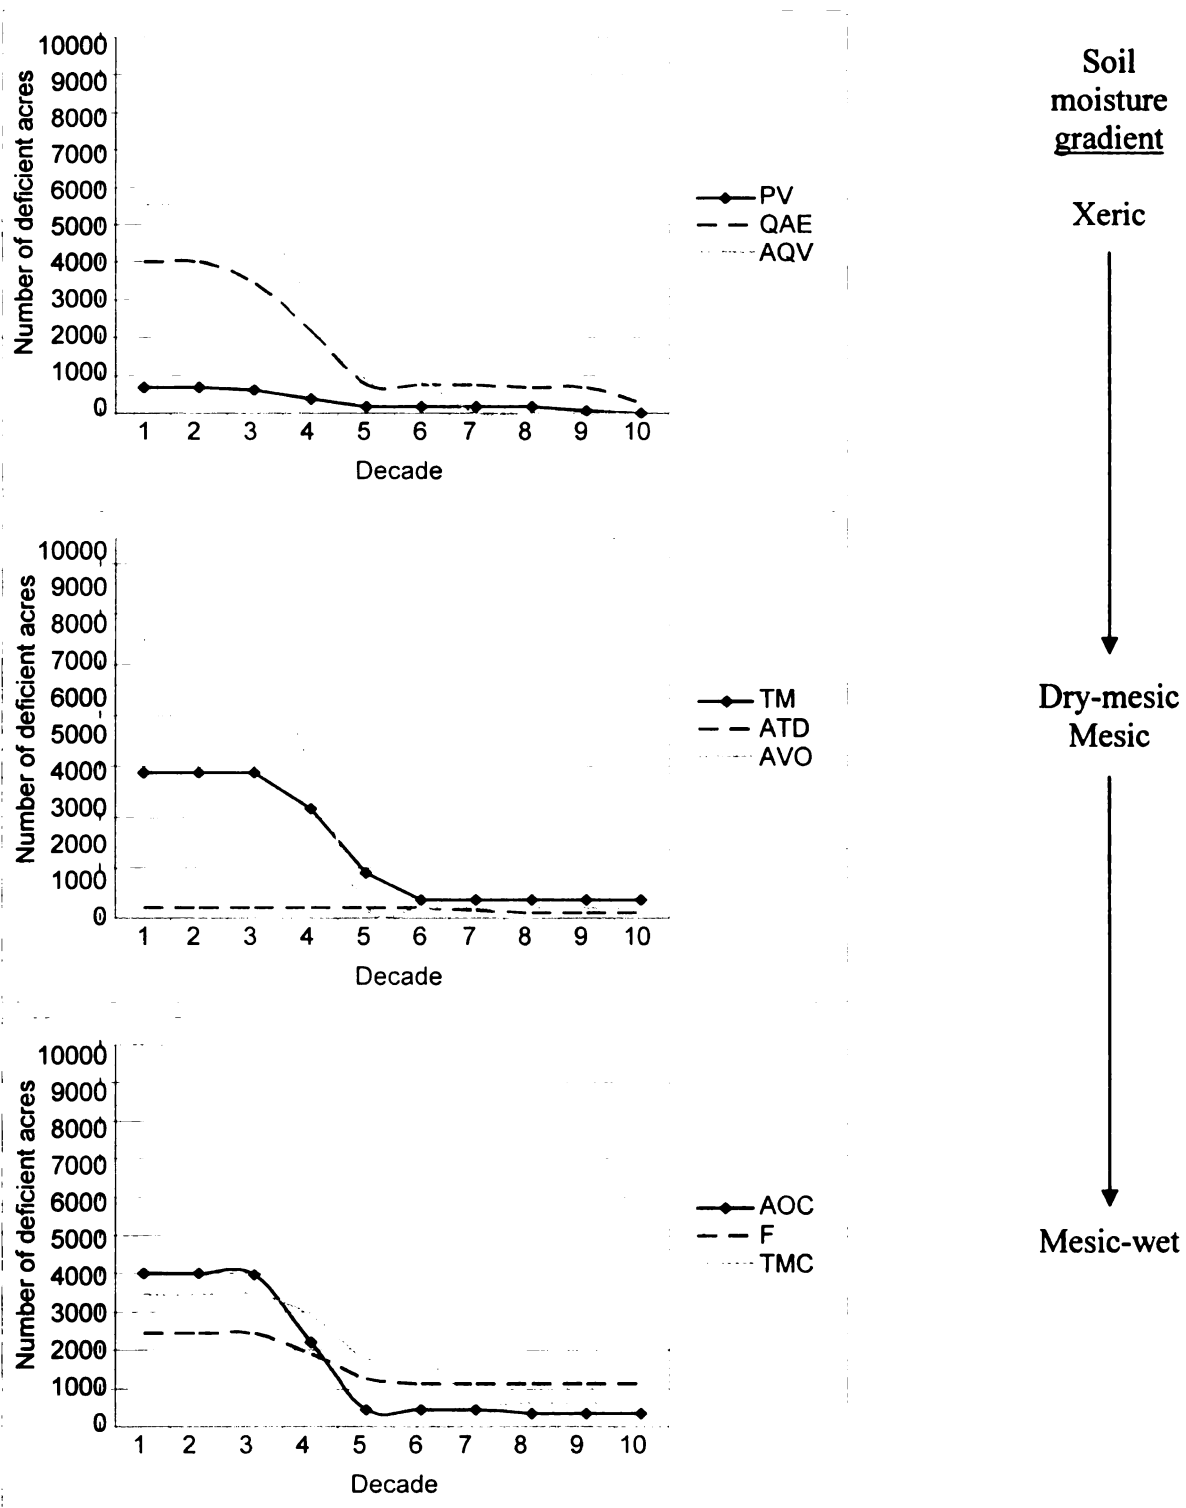 10000
9000
8000
7000
6000
5000
4000
3000
2000
1000
0
Number of deficient acres
1 2 3 4 5 6 7 8 9 10
Decade
PV
QAE
AQV
Soil
moisture
gradient
Xeric
10000
9000
8000
7000
6000
5000
4000
3000
2000
1000
0
Number of deficient acres
1 2 3 4 5 6 7 8 9 10
Decade
TM
ATD
AVO
Dry-mesic
Mesic
10000
9000
8000
7000
6000
5000
4000
3000
2000
1000
0
Number of deficient acres
1 2 3 4 5 6 7 8 9 10
Decade
AOC
F
TMC
Mesic-wet